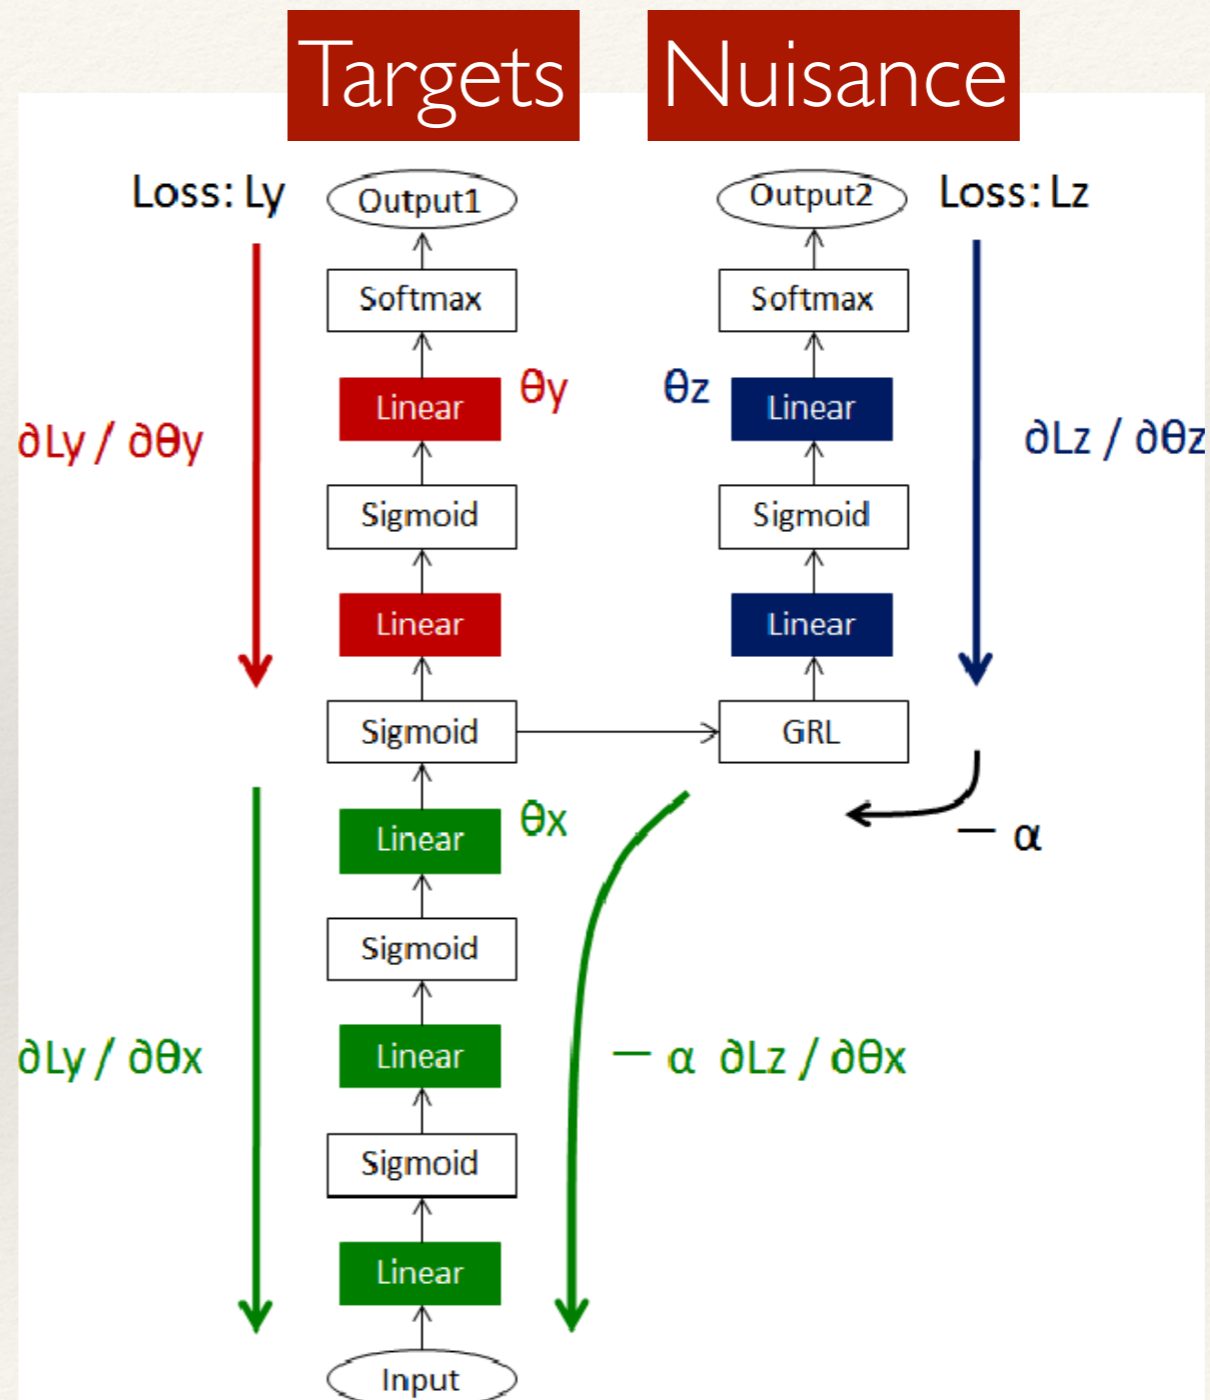 Targets Nuisance
Loss: Ly Output1 Output2 Loss: Lz
Softmax Softmax
Linear θy θz Linear
∂Ly / ∂θy ∂Lz / ∂θz
Sigmoid Sigmoid
Linear Linear
Sigmoid GRL
Linear θx
— α
Sigmoid
∂Ly / ∂θx Linear — α ∂Lz / ∂θx
Sigmoid
Linear
Input